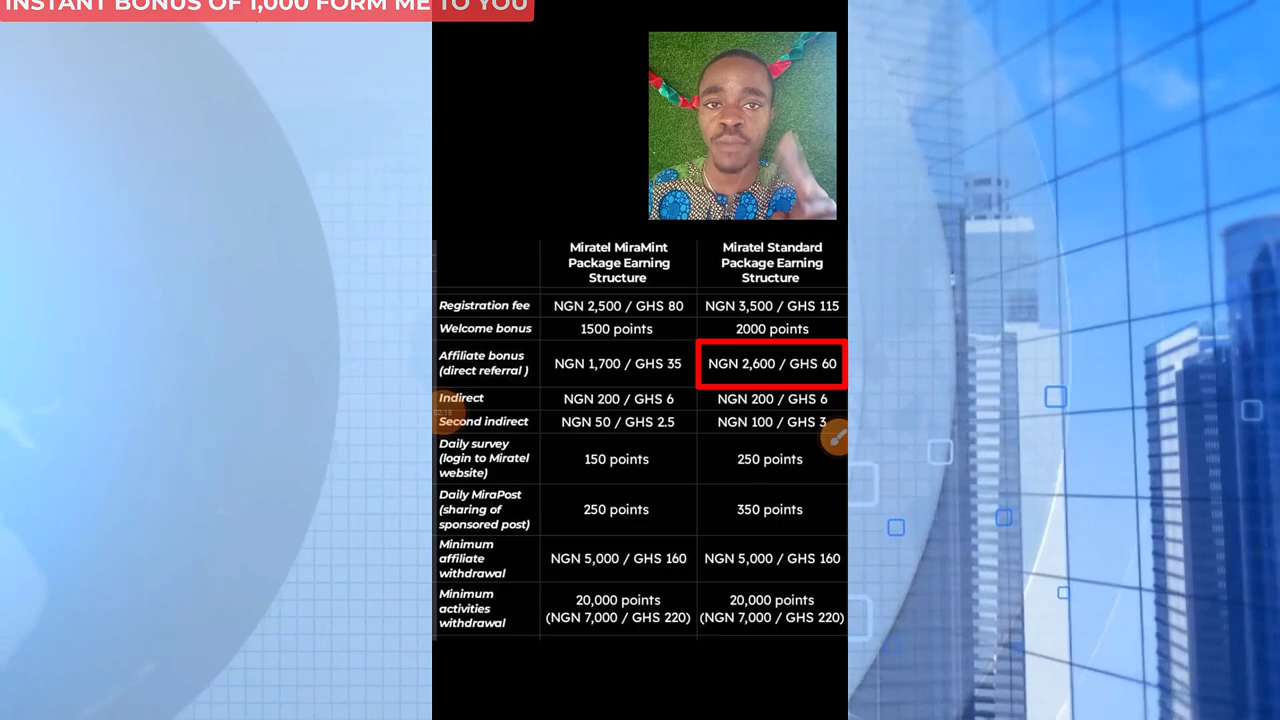 INSTANT BONUS OF 1,000 FORM ME TO YOU
Miratel MiraMint Package Earning Structure
Miratel Standard Package Earning Structure
Registration fee NGN 2,500 / GHS 80 NGN 3,500 / GHS 115
Welcome bonus 1500 points 2000 points
Affiliate bonus (direct referral ) NGN 1,700 / GHS 35 NGN 2,600 / GHS 60
Indirect NGN 200 / GHS 6 NGN 200 / GHS 6
Second indirect NGN 50 / GHS 2.5 NGN 100 / GHS 3
Daily survey (login to Miratel website) 150 points 250 points
Daily MiraPost (sharing of sponsored post) 250 points 350 points
Minimum affiliate withdrawal NGN 5,000 / GHS 160 NGN 5,000 / GHS 160
Minimum activities withdrawal 20,000 points (NGN 7,000 / GHS 220) 20,000 points (NGN 7,000 / GHS 220)
02:18